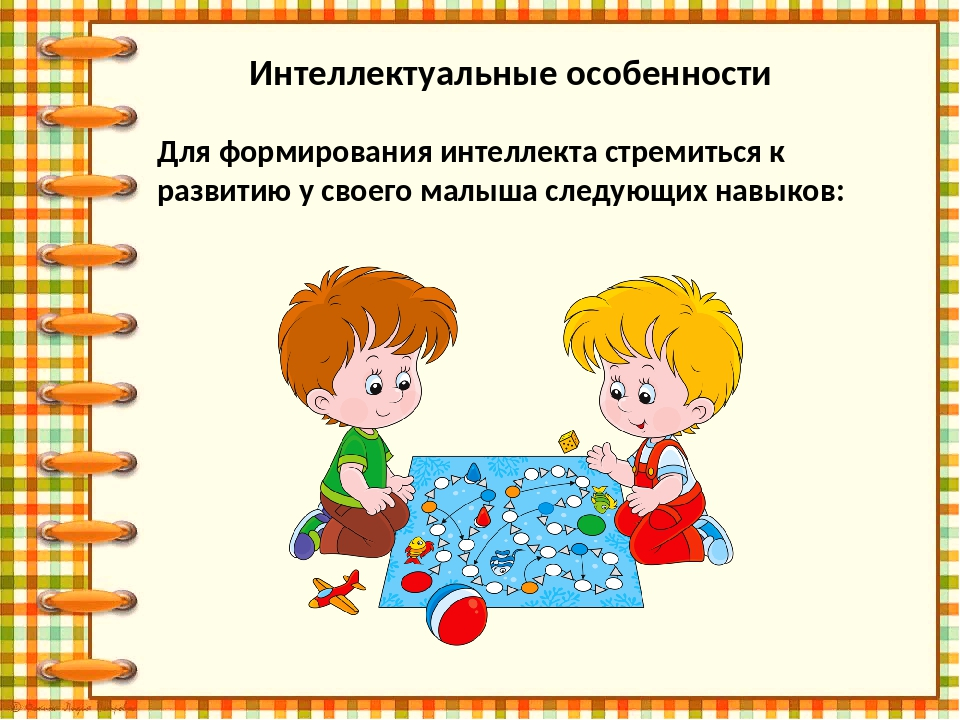 Интеллектуальные особенности
Для формирования интеллекта стремиться к
развитию у своего малыша следующих навыков: